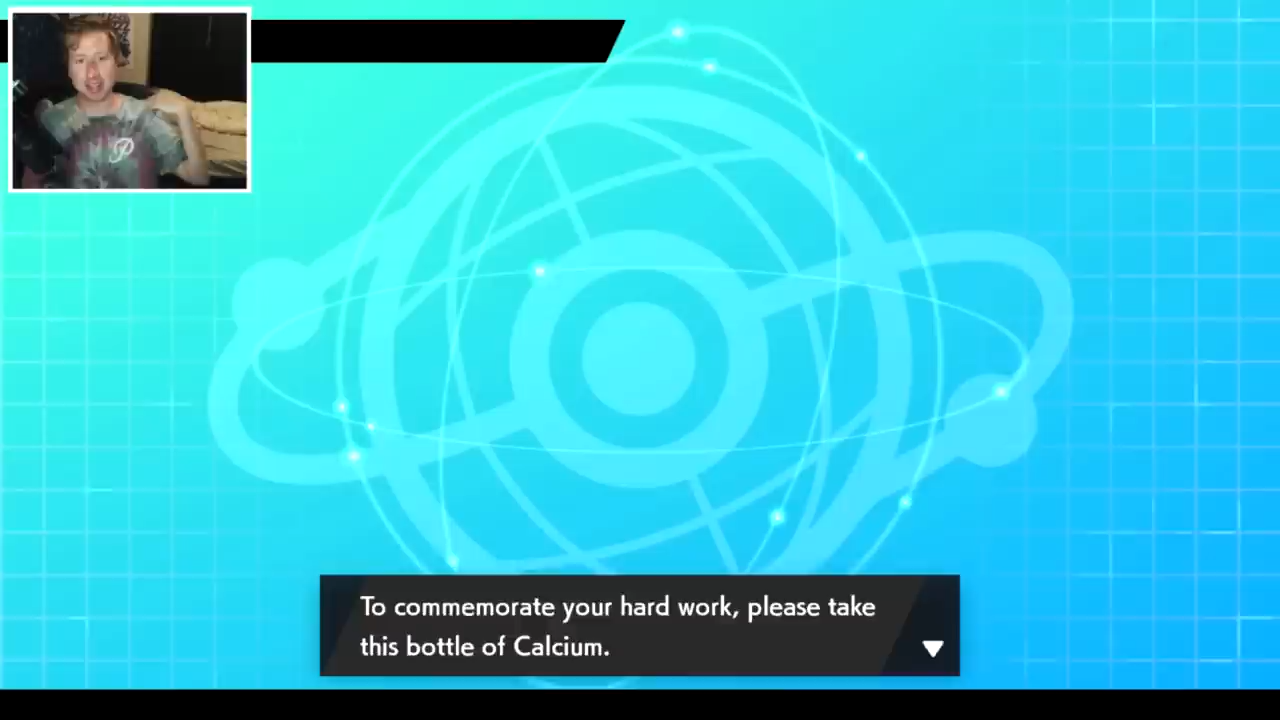 To commemorate your hard work, please take
this bottle of Calcium.